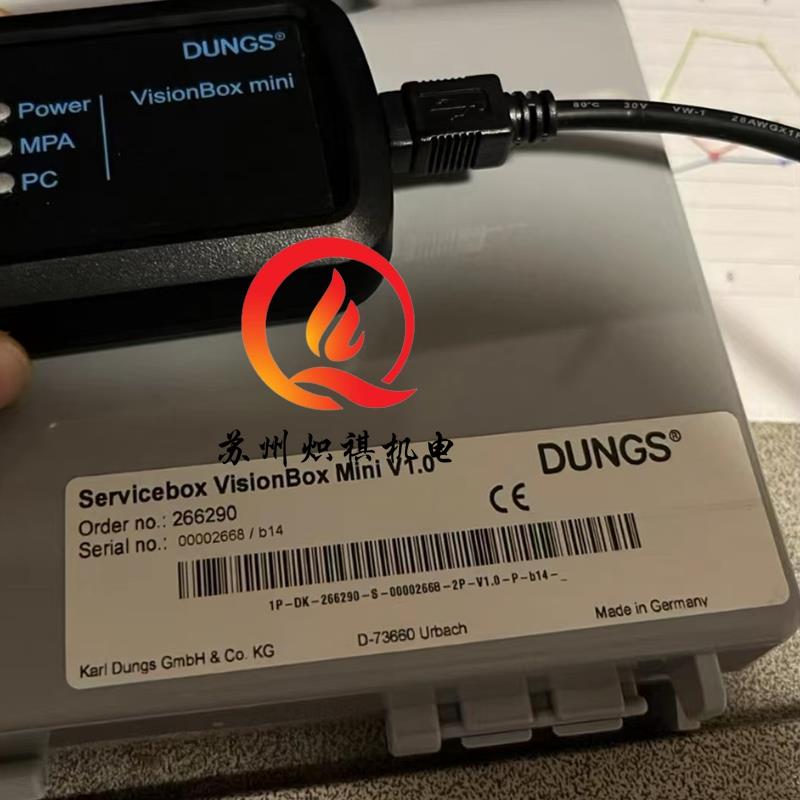 DUNGS®
VisionBox mini
Power
MPA
PC
80℃ 30V VW-1 28AWGX1P
苏州炽祺机电
Servicebox VisionBox Mini V1.0
DUNGS®
Order no.: 266290
CE
Serial no.: 00002668 / b14
1P-DK-266290-S-00002668-2P-V1.0-P-b14-_
Karl Dungs GmbH & Co. KG
D-73660 Urbach
Made in Germany